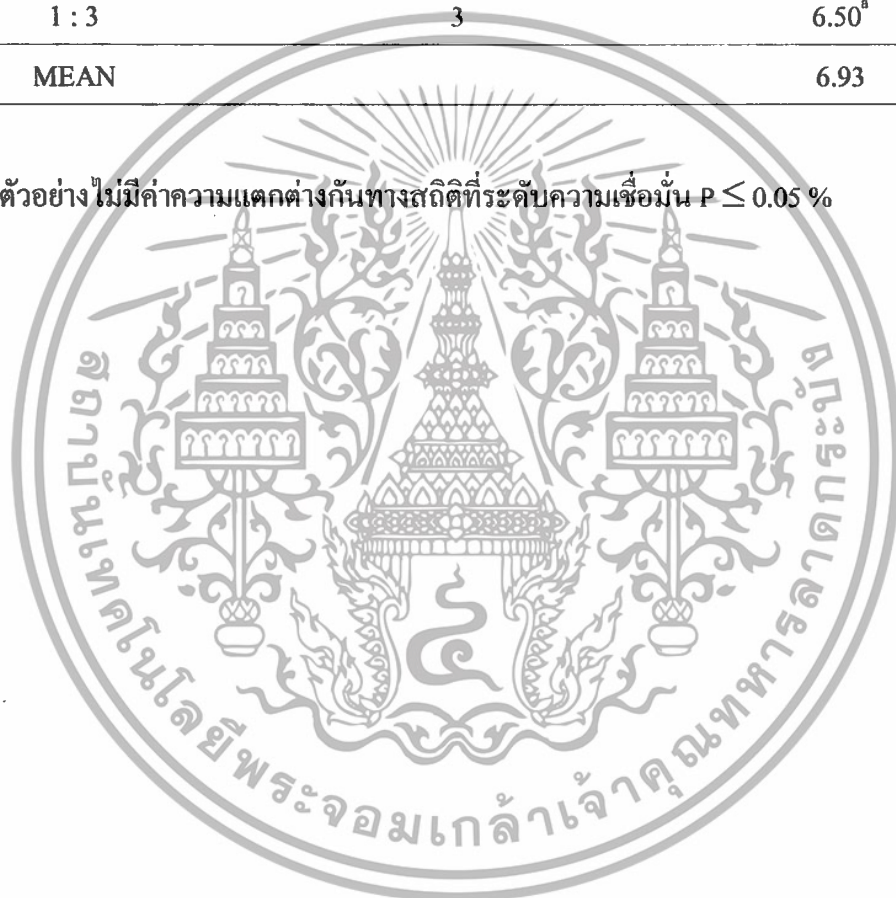 1 : 3 3 6.50ª
MEAN 6.93
ตัวอย่างไม่มีค่าความแตกต่างกันทางสถิติที่ระดับความเชื่อมั่น P ≤ 0.05 %
๔
สถาบันเทคโนโลยีพระจอมเกล้าเจ้าคุณทหารลาดกระบัง